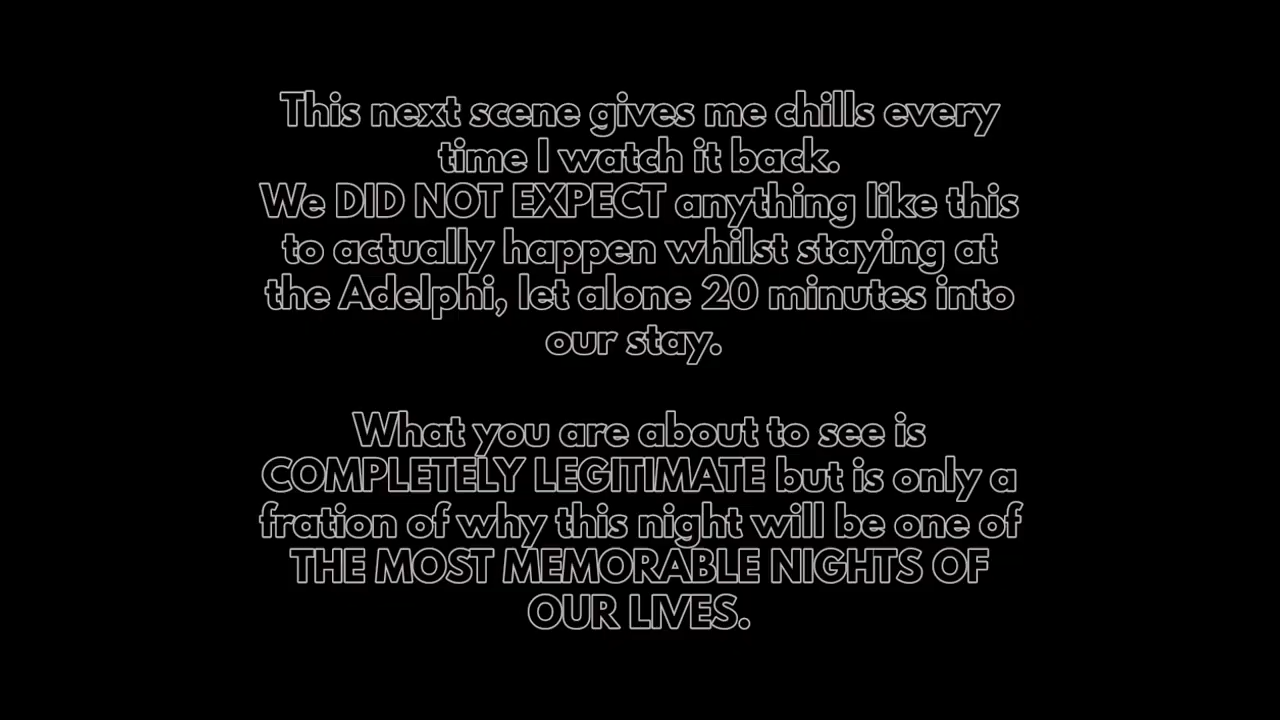 This next scene gives me chills every
time I watch it back.
We DID NOT EXPECT anything like this
to actually happen whilst staying at
the Adelphi, let alone 20 minutes into
our stay.
What you are about to see is
COMPLETELY LEGITIMATE but is only a
fration of why this night will be one of
THE MOST MEMORABLE NIGHTS OF
OUR LIVES.